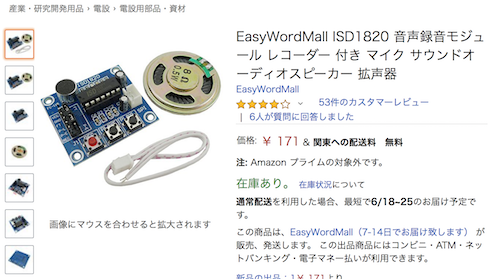 産業・研究開発用品 › 電設 › 電設用部品・資材
EasyWordMall ISD1820 音声録音モジュ
ール レコーダー 付き マイク サウンドオ
ーディオスピーカー 拡声器
EasyWordMall
53件のカスタマーレビュー
| 6人が質問に回答しました
価格: ￥ 171 & 関東への配送料 無料
注: Amazon プライムの対象外です。
在庫あり。 在庫状況について
通常配送を利用した場合、最短で6/18~25のお届け予定で
す。
この商品は、EasyWordMall（7-14日でお届け致します） が
販売、発送します。 この出品商品にはコンビニ・ATM・ネッ
トバンキング・電子マネー払いが利用できます。
新品の出品：1￥ 171より
画像にマウスを合わせると拡大されます
8Ω
0.5W